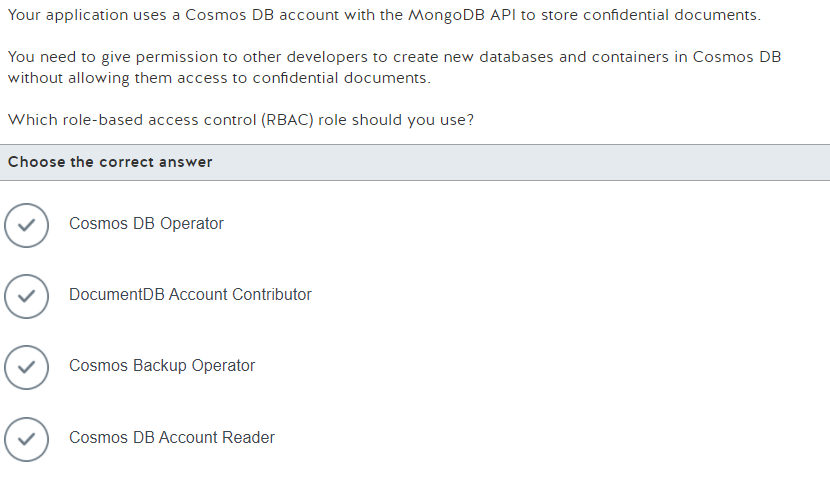 Your application uses a Cosmos DB account with the MongoDB API to store confidential documents.
You need to give permission to other developers to create new databases and containers in Cosmos DB
without allowing them access to confidential documents.
Which role-based access control (RBAC) role should you use?
Choose the correct answer
Cosmos DB Operator
DocumentDB Account Contributor
Cosmos Backup Operator
Cosmos DB Account Reader